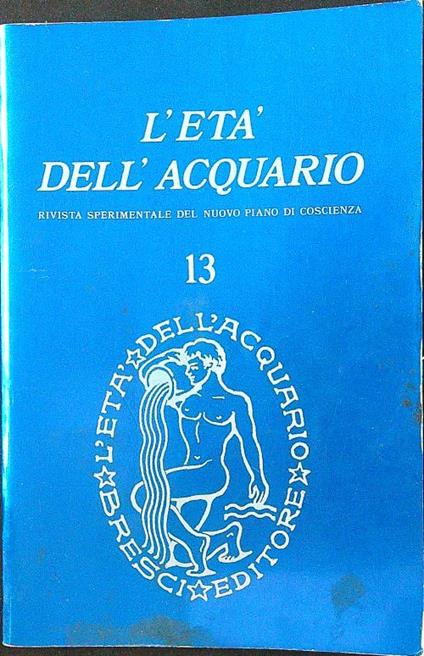 L'ETA'
DELL'ACQUARIO
RIVISTA SPERIMENTALE DEL NUOVO PIANO DI COSCIENZA
13
L'ETA'☆DELL'ACQUARIO
☆BRESCI☆EDITORE☆